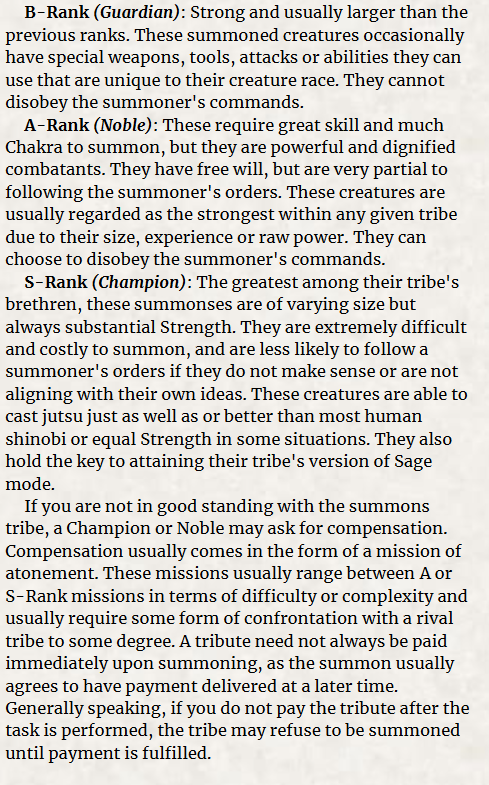 B-Rank (Guardian): Strong and usually larger than the
previous ranks. These summoned creatures occasionally
have special weapons, tools, attacks or abilities they can
use that are unique to their creature race. They cannot
disobey the summoner's commands.
A-Rank (Noble): These require great skill and much
Chakra to summon, but they are powerful and dignified
combatants. They have free will, but are very partial to
following the summoner's orders. These creatures are
usually regarded as the strongest within any given tribe
due to their size, experience or raw power. They can
choose to disobey the summoner's commands.
S-Rank (Champion): The greatest among their tribe's
brethren, these summonses are of varying size but
always substantial Strength. They are extremely difficult
and costly to summon, and are less likely to follow a
summoner's orders if they do not make sense or are not
aligning with their own ideas. These creatures are able to
cast jutsu just as well as or better than most human
shinobi or equal Strength in some situations. They also
hold the key to attaining their tribe's version of Sage
mode.
If you are not in good standing with the summons
tribe, a Champion or Noble may ask for compensation.
Compensation usually comes in the form of a mission of
atonement. These missions usually range between A or
S-Rank missions in terms of difficulty or complexity and
usually require some form of confrontation with a rival
tribe to some degree. A tribute need not always be paid
immediately upon summoning, as the summon usually
agrees to have payment delivered at a later time.
Generally speaking, if you do not pay the tribute after the
task is performed, the tribe may refuse to be summoned
until payment is fulfilled.